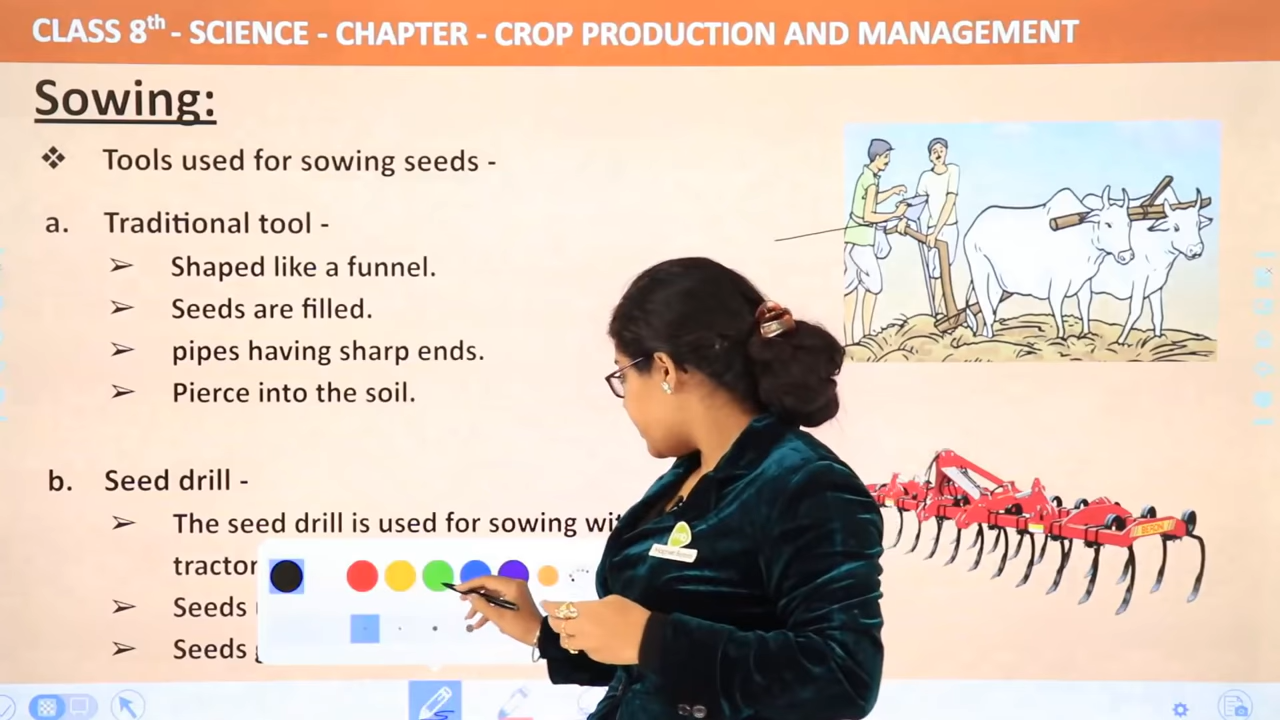 CLASS 8th - SCIENCE - CHAPTER - CROP PRODUCTION AND MANAGEMENT
Sowing:
❖ Tools used for sowing seeds -
a. Traditional tool -
➢ Shaped like a funnel.
➢ Seeds are filled.
➢ pipes having sharp ends.
➢ Pierce into the soil.
b. Seed drill -
➢ The seed drill is used for sowing
tractor
➢ Seeds
➢ Seeds